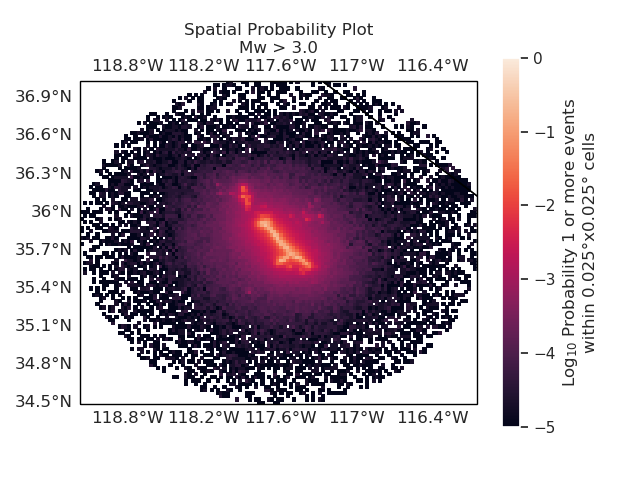 Spatial Probability Plot
Mw > 3.0
118.8°W 118.2°W 117.6°W 117°W 116.4°W
36.9°N
36.6°N
36.3°N
36°N
35.7°N
35.4°N
35.1°N
34.8°N
34.5°N
118.8°W 118.2°W 117.6°W 117°W 116.4°W
0
−1
−2
−3
−4
−5
Log₁₀ Probability 1 or more events
within 0.025°x0.025° cells